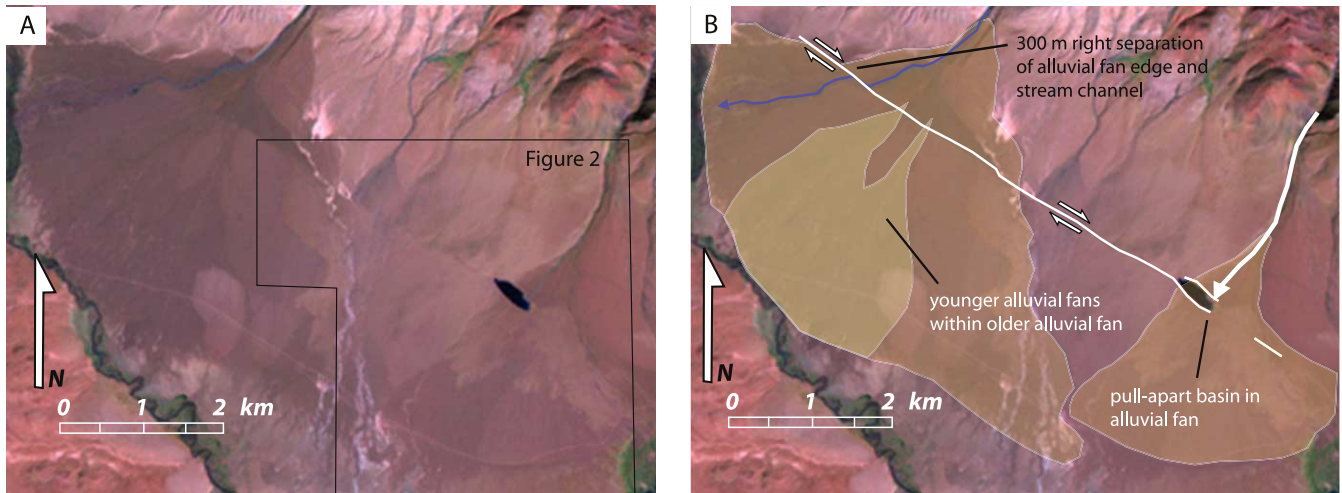 A
Figure 2
N
0 1 2 km
B
300 m right separation
of alluvial fan edge and
stream channel
younger alluvial fans
within older alluvial fan
pull-apart basin in
alluvial fan
N
0 1 2 km